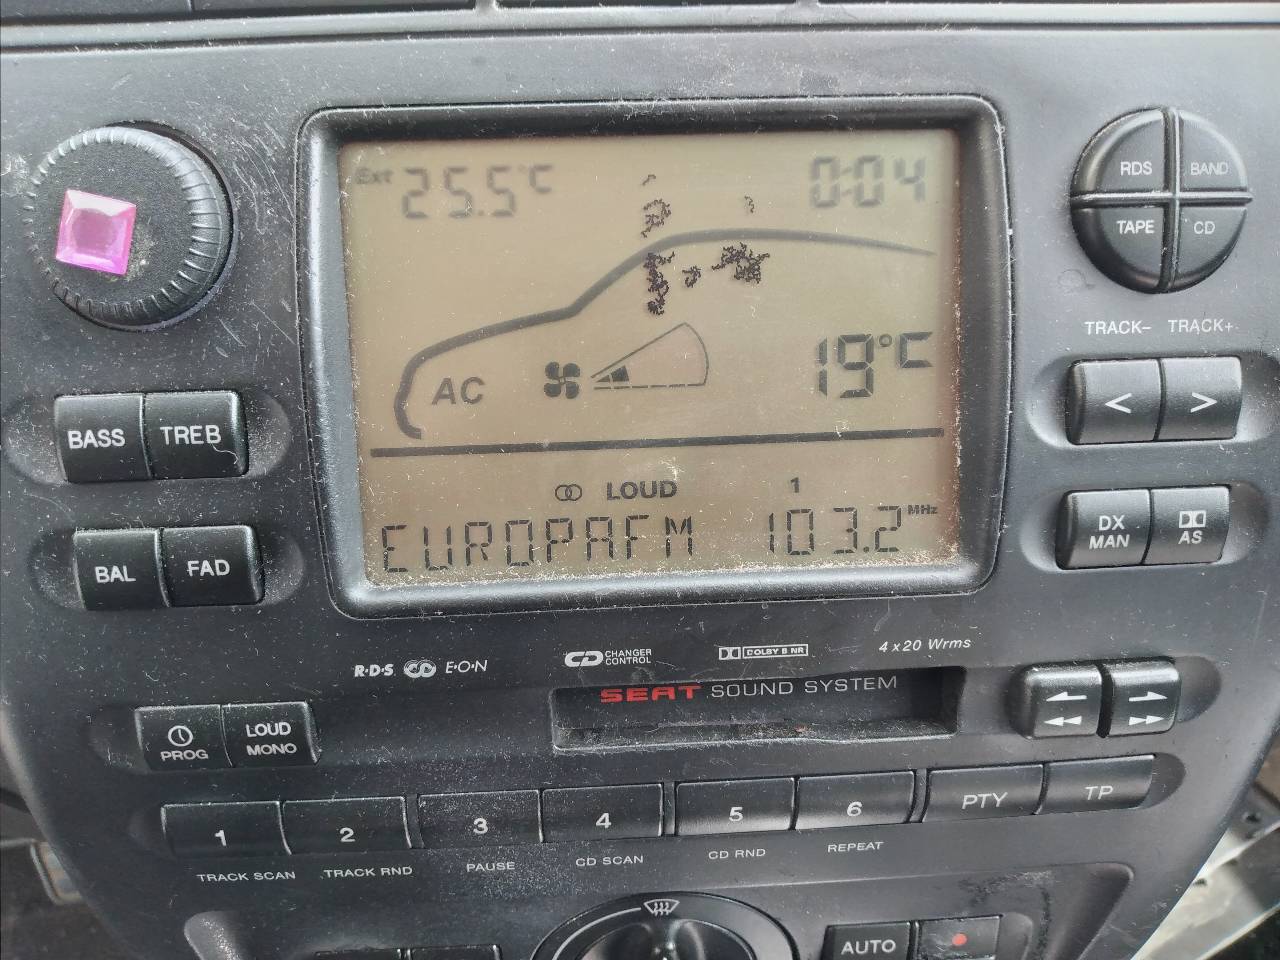 Ext 25.5°C 0:04
RDS BAND
TAPE CD
TRACK- TRACK+
< >
AC 19°C
BASS TREB
LOUD 1
EUROPAFM 103.2 MHz
DX
MAN
AS
BAL FAD
R·D·S E·O·N
CD CHANGER
CONTROL
DOLBY B NR
4 x 20 Wrms
SEAT SOUND SYSTEM
PROG
LOUD
MONO
1 2 3 4 5 6 PTY TP
TRACK SCAN TRACK RND PAUSE CD SCAN CD RND REPEAT
AUTO